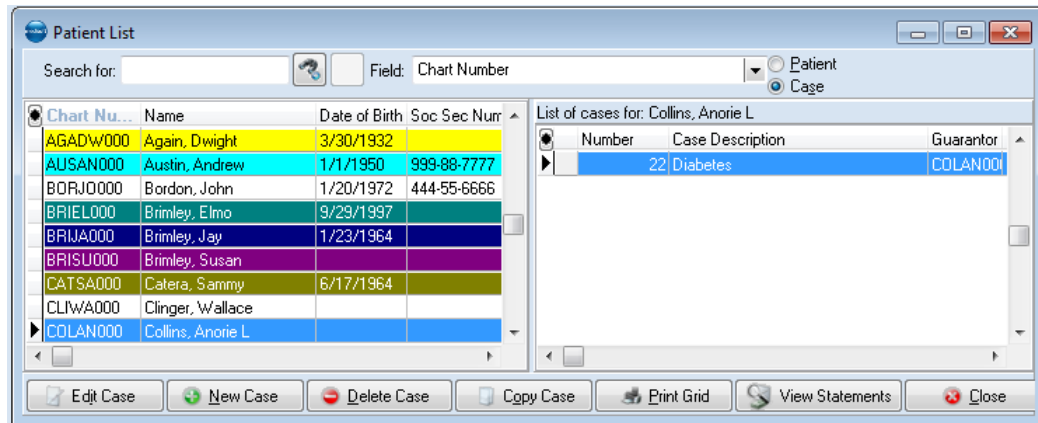 Patient List
Search for: Field: Chart Number Patient
Case
Chart Nu... Name Date of Birth Soc Sec Num List of cases for: Collins, Anorie L
AGADW000 Again, Dwight 3/30/1932 Number Case Description Guarantor
AUSAN000 Austin, Andrew 1/1/1950 999-88-7777 22 Diabetes COLAN00
BORJO000 Bordon, John 1/20/1972 444-55-6666
BRIEL000 Brimley, Elmo 9/29/1997
BRIJA000 Brimley, Jay 1/23/1964
BRISU000 Brimley, Susan
CATSA000 Catera, Sammy 6/17/1964
CLIWA000 Clinger, Wallace
COLAN000 Collins, Anorie L
Edit Case New Case Delete Case Copy Case Print Grid View Statements Close